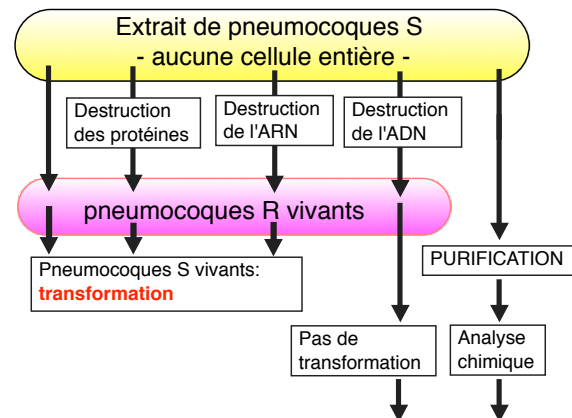 Extrait de pneumocoques S
- aucune cellule entière -
Destruction
des protéines
Destruction
de l'ARN
Destruction
de l'ADN
pneumocoques R vivants
Pneumocoques S vivants:
transformation
PURIFICATION
Pas de
transformation
Analyse
chimique